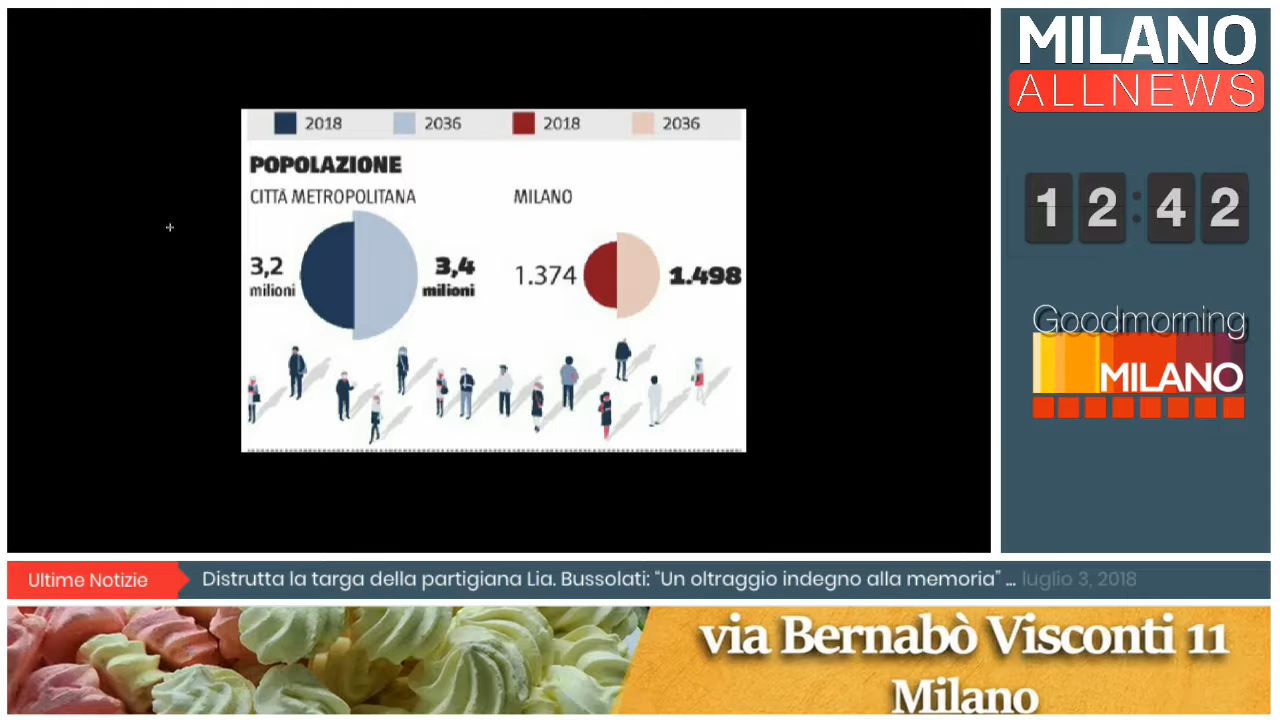 2018 2036 2018 2036
POPOLAZIONE
CITTÀ METROPOLITANA MILANO
3,2 milioni 3,4 milioni 1.374 1.498
MILANO
ALLNEWS
12:42
Goodmorning
MILANO
Ultime Notizie Distrutta la targa della partigiana Lia. Bussolati: “Un oltraggio indegno alla memoria” ... luglio 3, 2018
via Bernabò Visconti 11
Milano